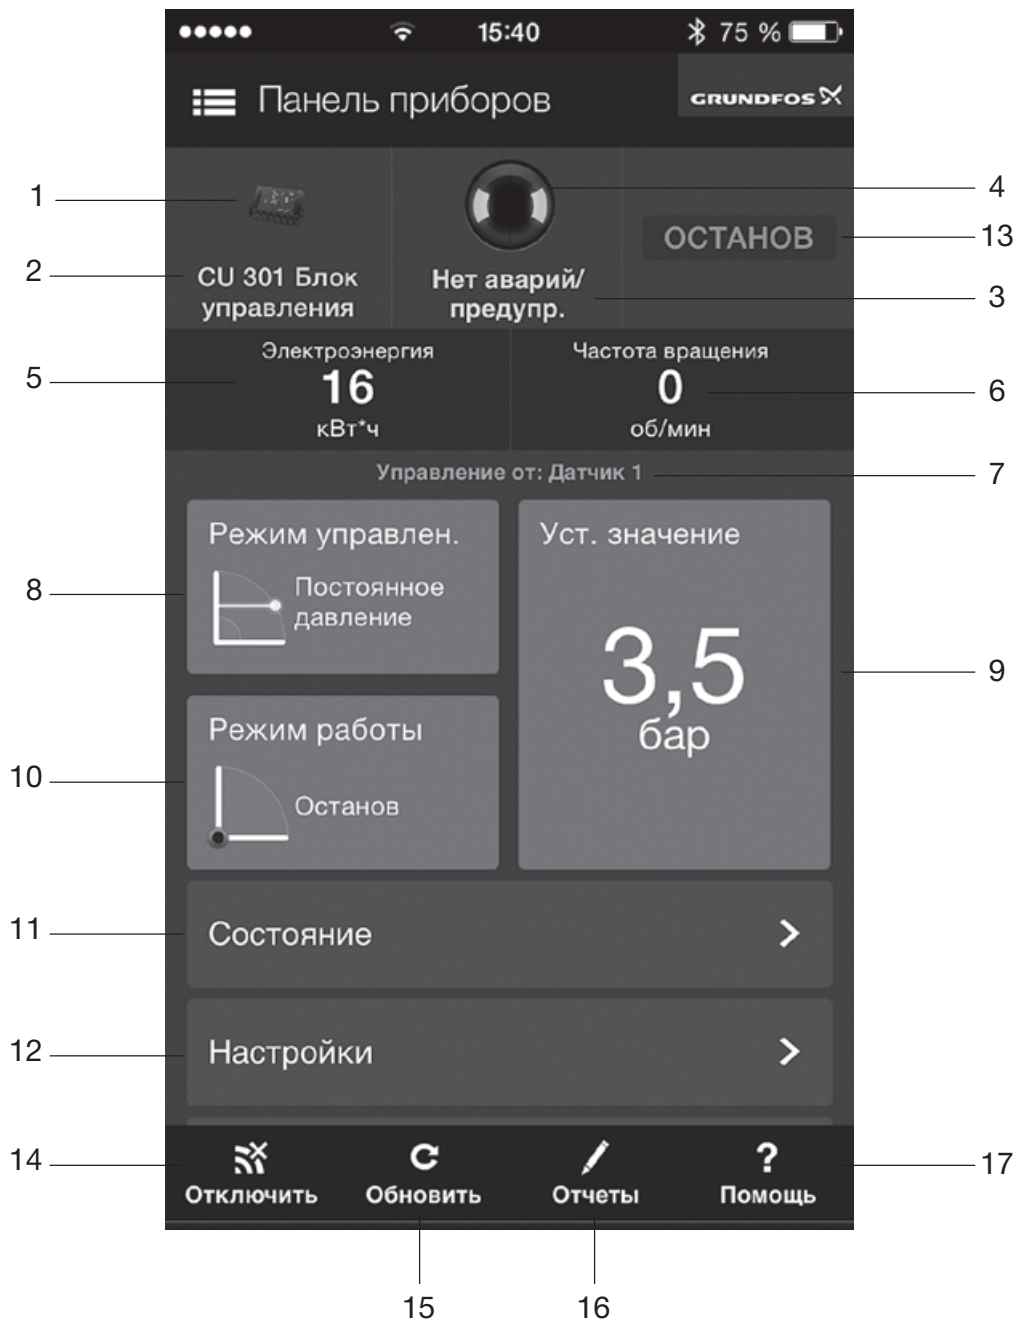 15:40
75 %
Панель приборов
GRUNDFOS
1
4
ОСТАНОВ
13
2
CU 301 Блок
управления
Нет аварий/
предупр.
3
5
Электроэнергия
16
кВт*ч
Частота вращения
0
об/мин
6
Управление от: Датчик 1
7
Режим управлен.
8
Постоянное
давление
Уст. значение
3,5
бар
9
Режим работы
10
Останов
11
Состояние
12
Настройки
14
Отключить
Обновить
Отчеты
?
Помощь
17
15
16